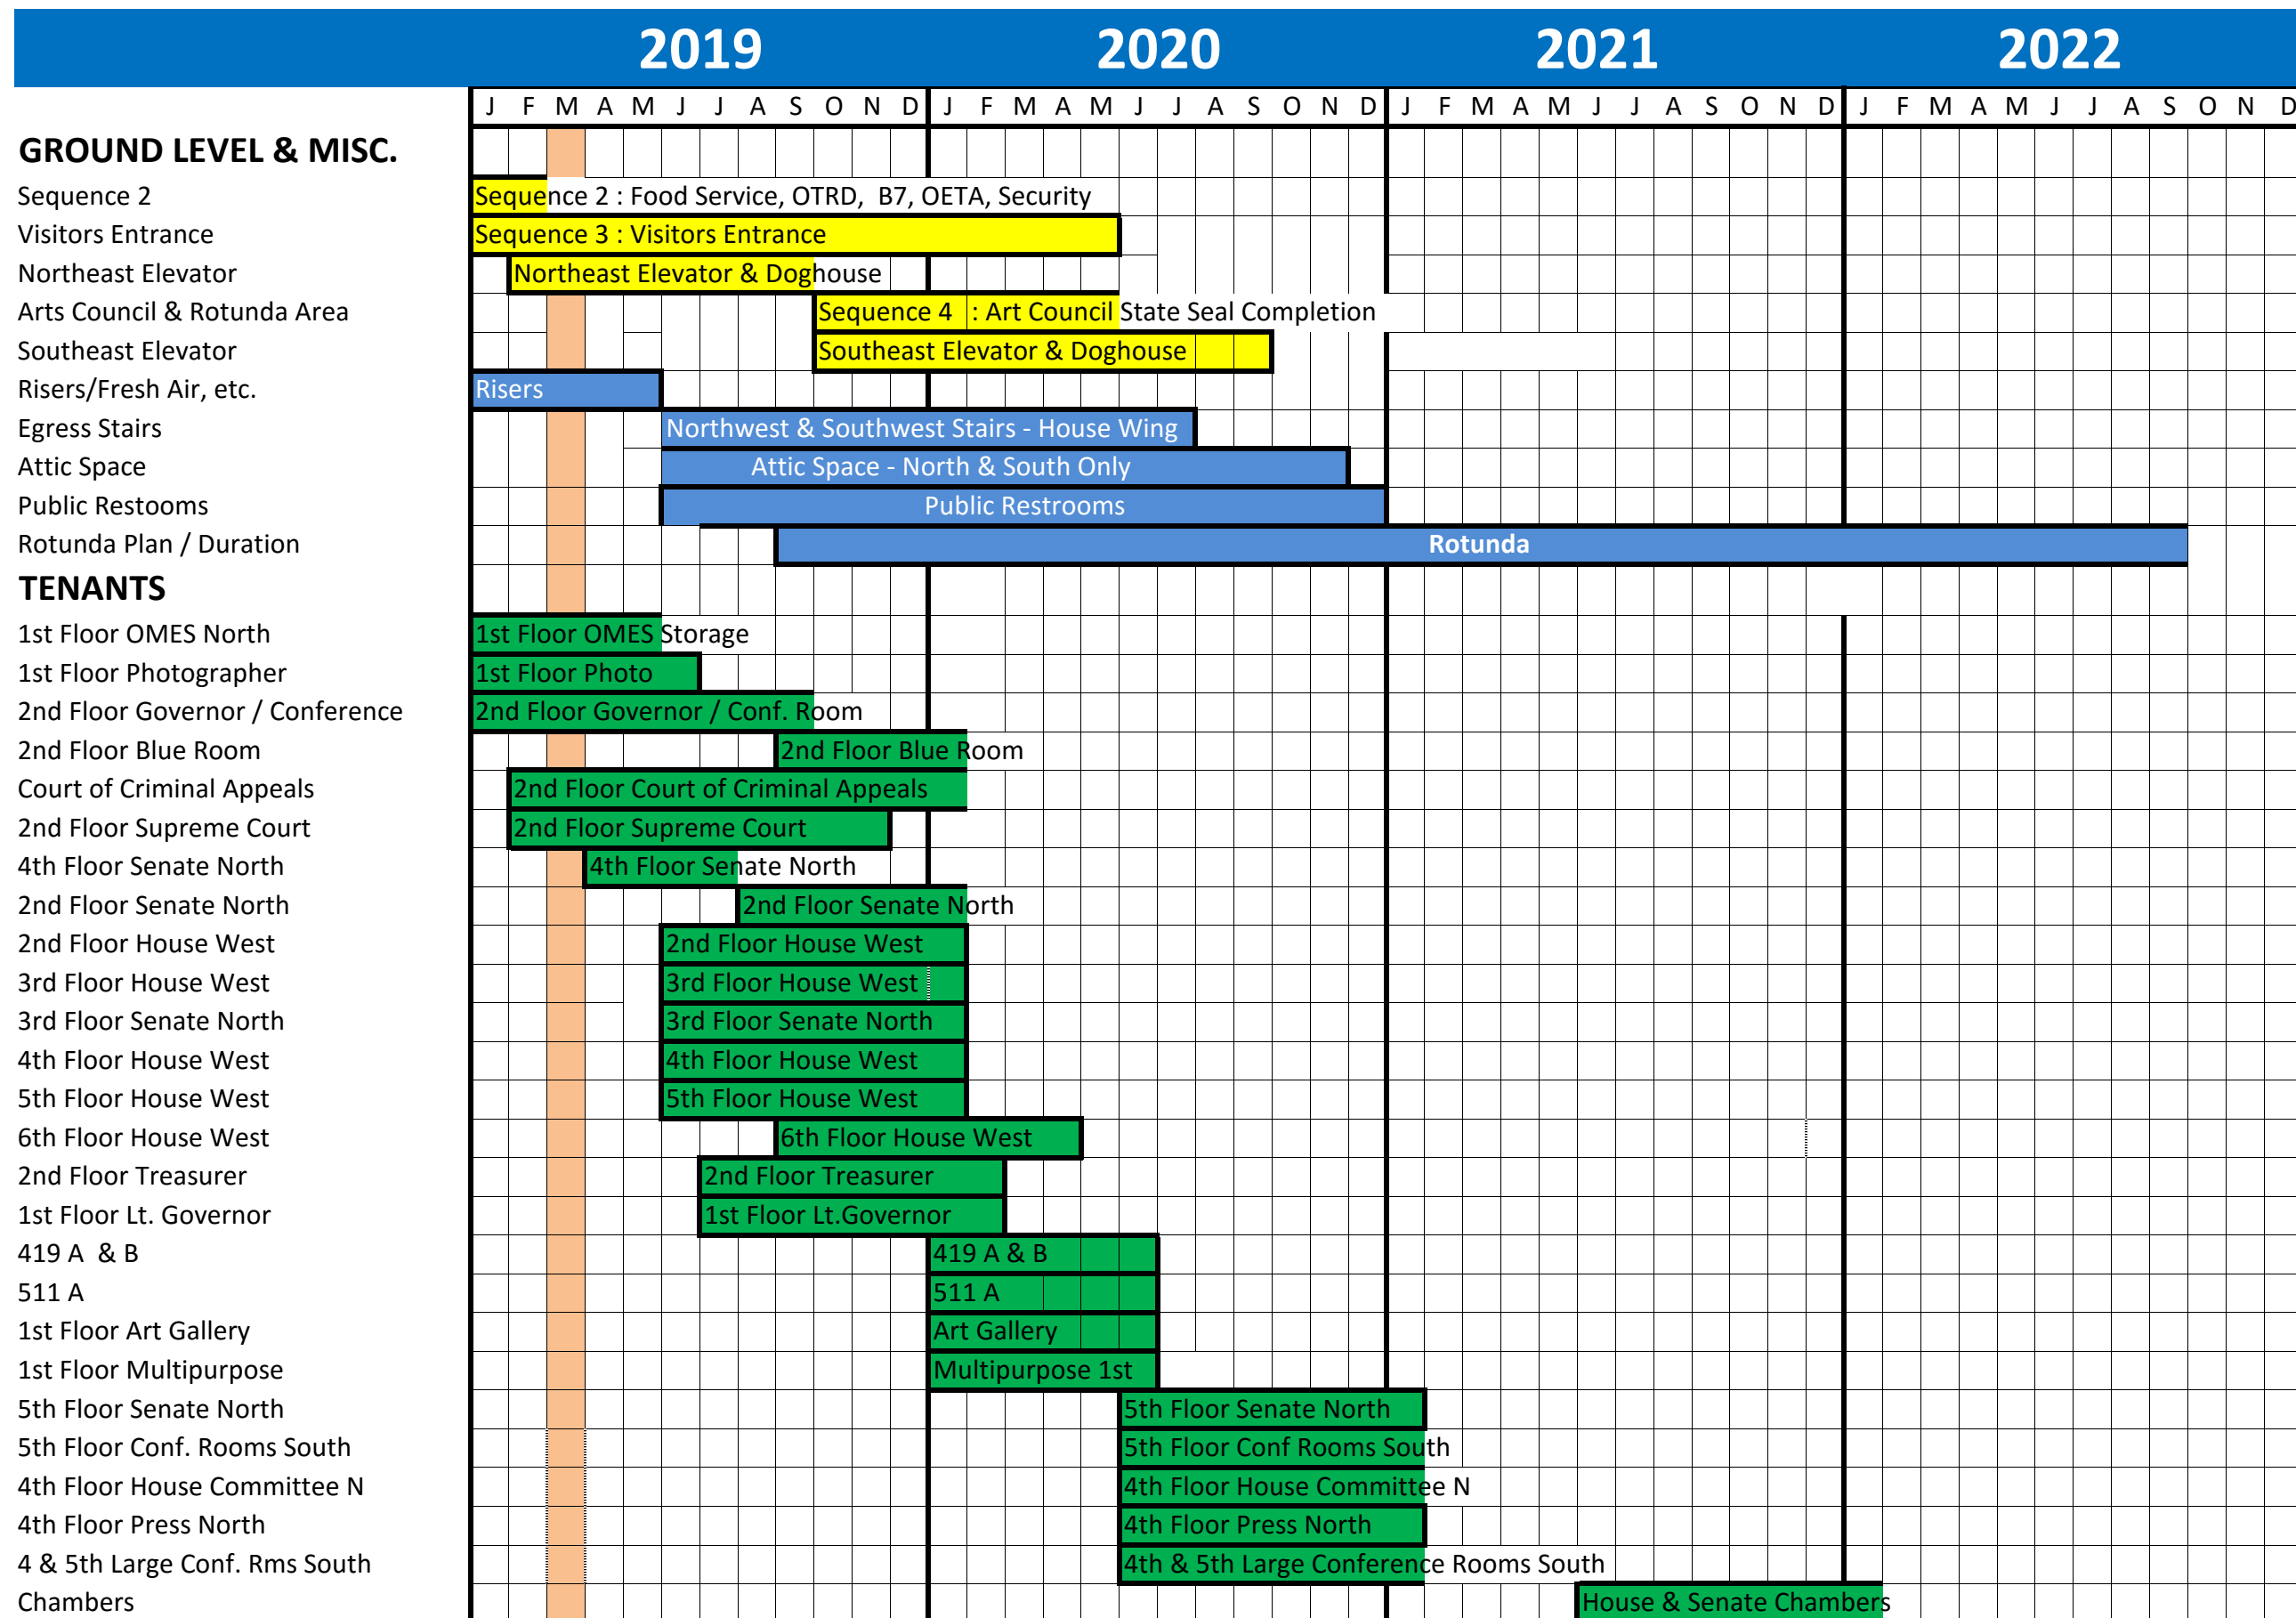 2019 2020 2021 2022
J F M A M J J A S O N D J F M A M J J A S O N D J F M A M J J A S O N D J F M A M J J A S O N D
GROUND LEVEL & MISC.
Sequence 2 Sequence 2 : Food Service, OTRD, B7, OETA, Security
Visitors Entrance Sequence 3 : Visitors Entrance
Northeast Elevator Northeast Elevator & Doghouse
Arts Council & Rotunda Area Sequence 4 : Art Council State Seal Completion
Southeast Elevator Southeast Elevator & Doghouse
Risers/Fresh Air, etc. Risers
Egress Stairs Northwest & Southwest Stairs - House Wing
Attic Space Attic Space - North & South Only
Public Restooms Public Restrooms
Rotunda Plan / Duration Rotunda
TENANTS
1st Floor OMES North 1st Floor OMES Storage
1st Floor Photographer 1st Floor Photo
2nd Floor Governor / Conference 2nd Floor Governor / Conf. Room
2nd Floor Blue Room 2nd Floor Blue Room
Court of Criminal Appeals 2nd Floor Court of Criminal Appeals
2nd Floor Supreme Court 2nd Floor Supreme Court
4th Floor Senate North 4th Floor Senate North
2nd Floor Senate North 2nd Floor Senate North
2nd Floor House West 2nd Floor House West
3rd Floor House West 3rd Floor House West
3rd Floor Senate North 3rd Floor Senate North
4th Floor House West 4th Floor House West
5th Floor House West 5th Floor House West
6th Floor House West 6th Floor House West
2nd Floor Treasurer 2nd Floor Treasurer
1st Floor Lt. Governor 1st Floor Lt.Governor
419 A & B 419 A & B
511 A 511 A
1st Floor Art Gallery Art Gallery
1st Floor Multipurpose Multipurpose 1st
5th Floor Senate North 5th Floor Senate North
5th Floor Conf. Rooms South 5th Floor Conf Rooms South
4th Floor House Committee N 4th Floor House Committee N
4th Floor Press North 4th Floor Press North
4 & 5th Large Conf. Rms South 4th & 5th Large Conference Rooms South
Chambers House & Senate Chambers